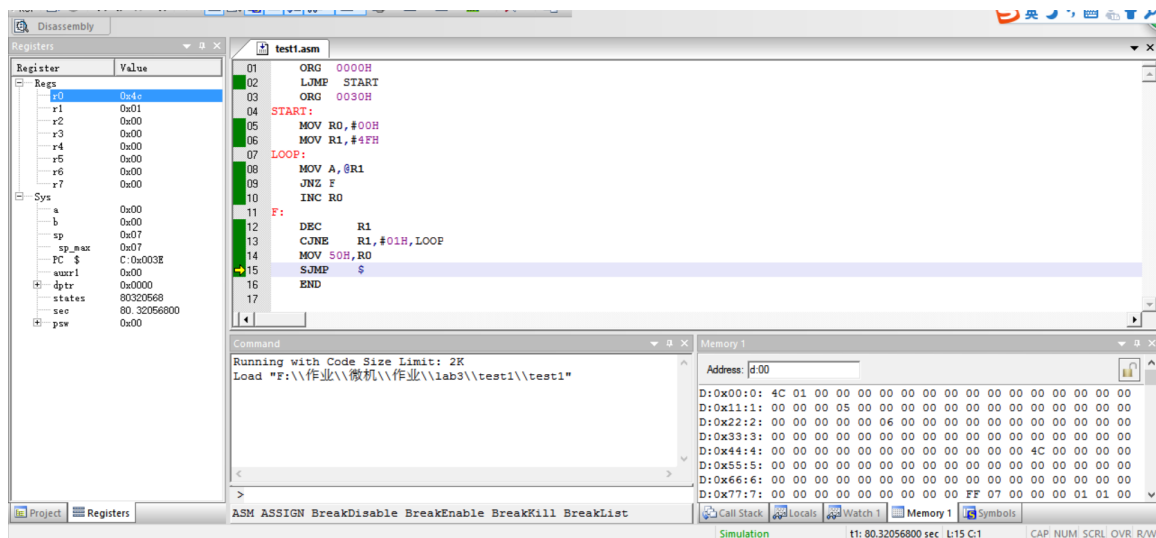 Disassembly
Registers
Register Value
Regs
r0 0x4c
r1 0x01
r2 0x00
r3 0x00
r4 0x00
r5 0x00
r6 0x00
r7 0x00
Sys
a 0x00
b 0x00
sp 0x07
sp_max 0x07
PC $ C:0x003E
auxr1 0x00
dptr 0x0000
states 80320568
sec 80.32056800
psw 0x00
Project Registers
test1.asm
01 ORG 0000H
02 LJMP START
03 ORG 0030H
04 START:
05 MOV R0,#00H
06 MOV R1,#4FH
07 LOOP:
08 MOV A,@R1
09 JNZ F
10 INC R0
11 F:
12 DEC R1
13 CJNE R1,#01H,LOOP
14 MOV 50H,R0
15 SJMP $
16 END
17
Command
Running with Code Size Limit: 2K
Load "F:\\作业\\微机\\作业\\lab3\\test1\\test1"
>
ASM ASSIGN BreakDisable BreakEnable BreakKill BreakList
英
Memory 1
Address: d:00
D:0x00:0: 4C 01 00 00 00 00 00 00 00 00 00 00 00 00 00 00 00
D:0x11:1: 00 00 00 05 00 00 00 00 00 00 00 00 00 00 00 00 00
D:0x22:2: 00 00 00 00 00 06 00 00 00 00 00 00 00 00 00 00 00
D:0x33:3: 00 00 00 00 00 00 00 00 00 00 00 00 00 00 00 00 00
D:0x44:4: 00 00 00 00 00 00 00 00 00 00 00 00 4C 00 00 00 00
D:0x55:5: 00 00 00 00 00 00 00 00 00 00 00 00 00 00 00 00 00
D:0x66:6: 00 00 00 00 00 00 00 00 00 00 00 00 00 00 00 00 00
D:0x77:7: 00 00 00 00 00 00 00 00 00 FF 07 00 00 00 01 01 00
Call Stack Locals Watch 1 Memory 1 Symbols
Simulation t1: 80.32056800 sec L:15 C:1 CAP NUM SCRL OVR R/W